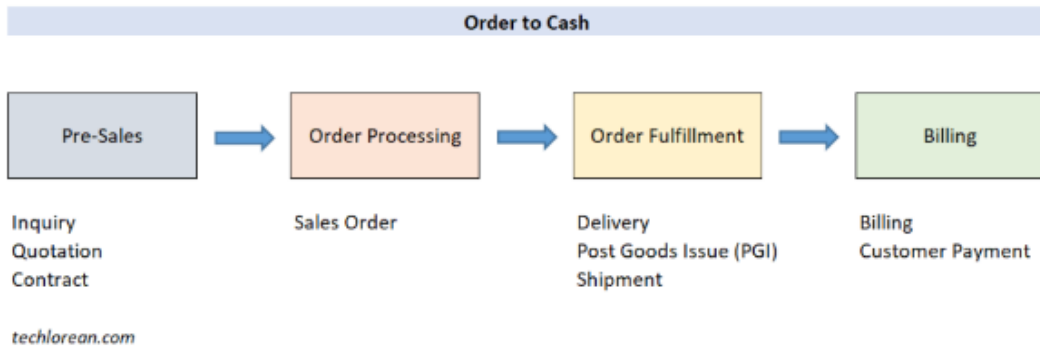 Order to Cash
Pre-Sales
Order Processing
Order Fulfillment
Billing
Inquiry
Quotation
Contract
Sales Order
Delivery
Post Goods Issue (PGI)
Shipment
Billing
Customer Payment
techlorean.com